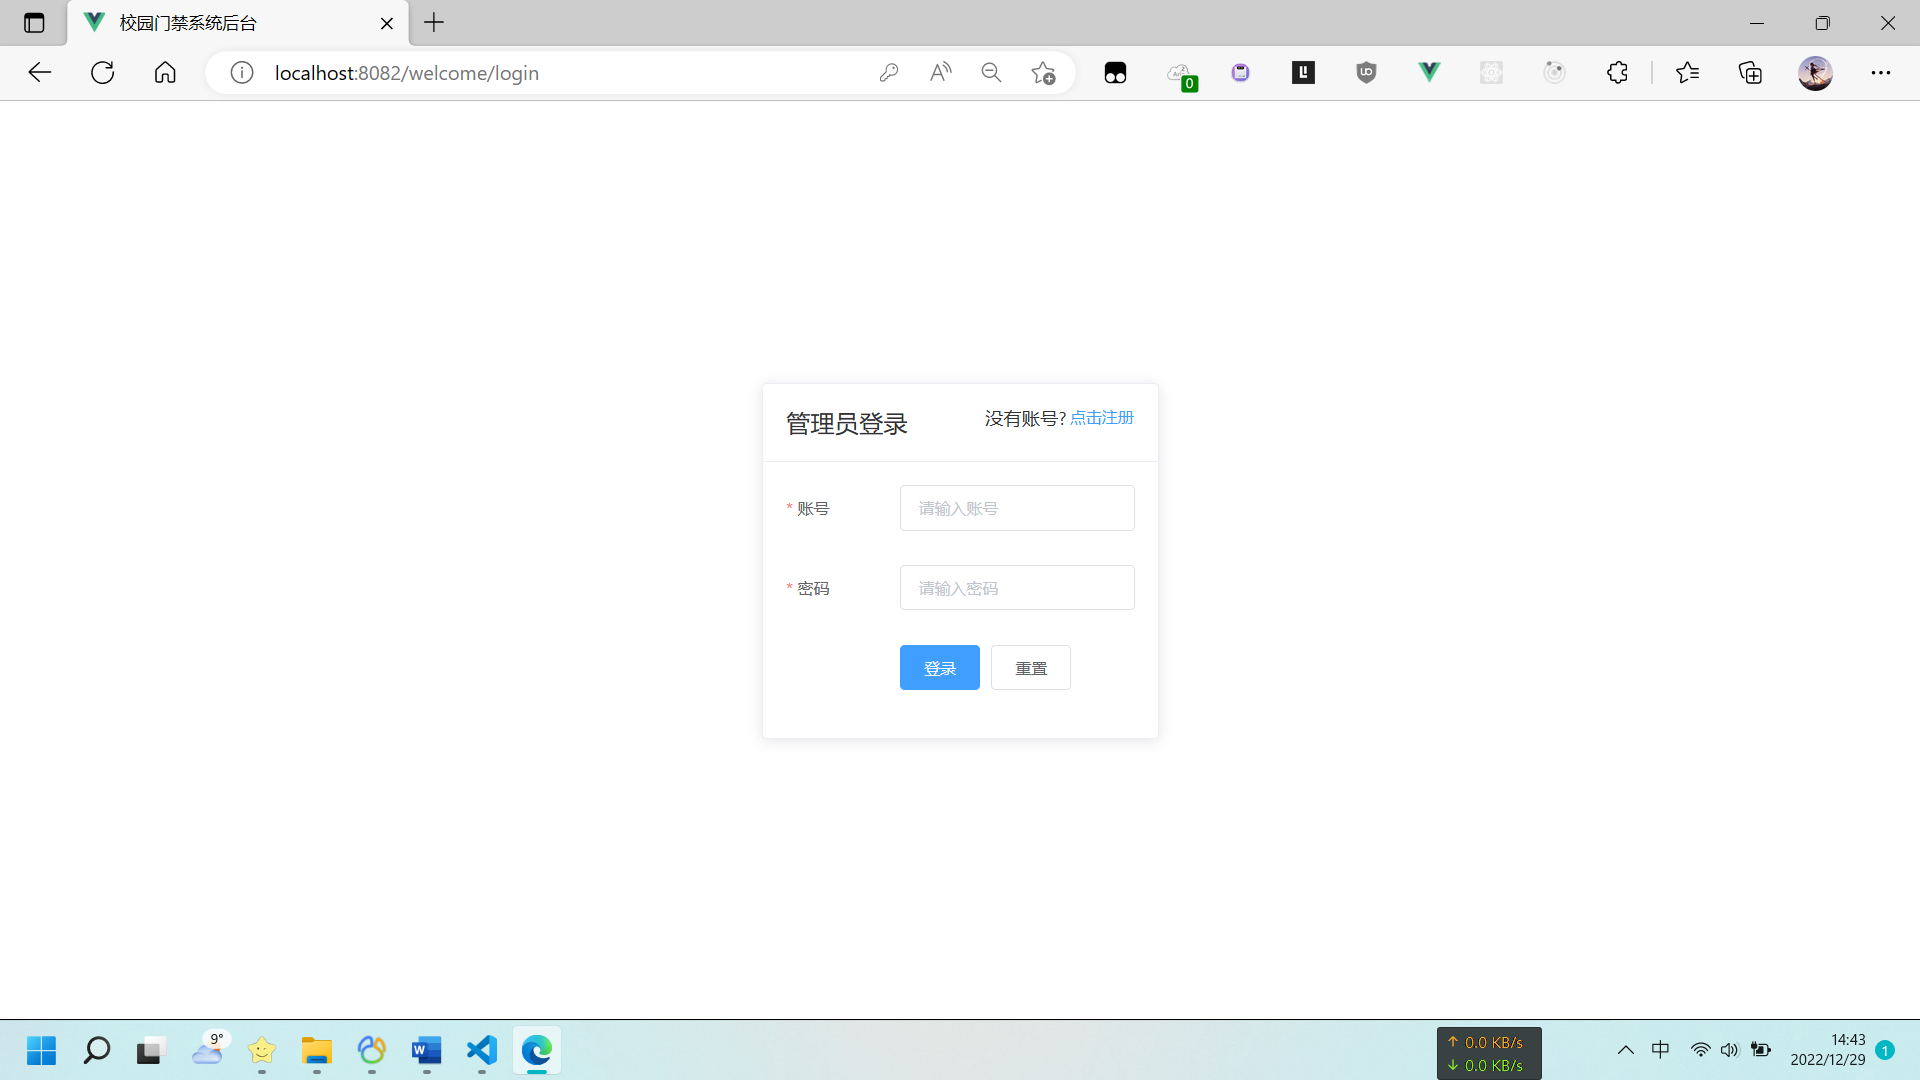 校园门禁系统后台
localhost:8082/welcome/login
0
管理员登录
没有账号? 点击注册
* 账号
请输入账号
* 密码
请输入密码
登录
重置
9°
↑ 0.0 KB/s
↓ 0.0 KB/s
中
14:43
2022/12/29
1